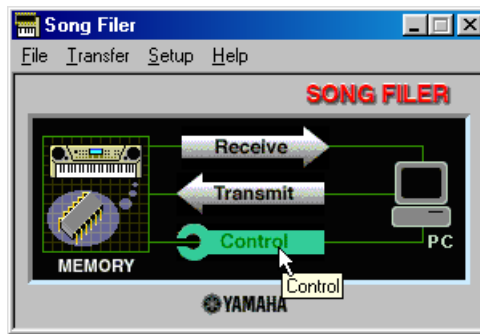 Song Filer
File Transfer Setup Help
SONG FILER
Receive
Transmit
Control
PC
MEMORY
Control
YAMAHA